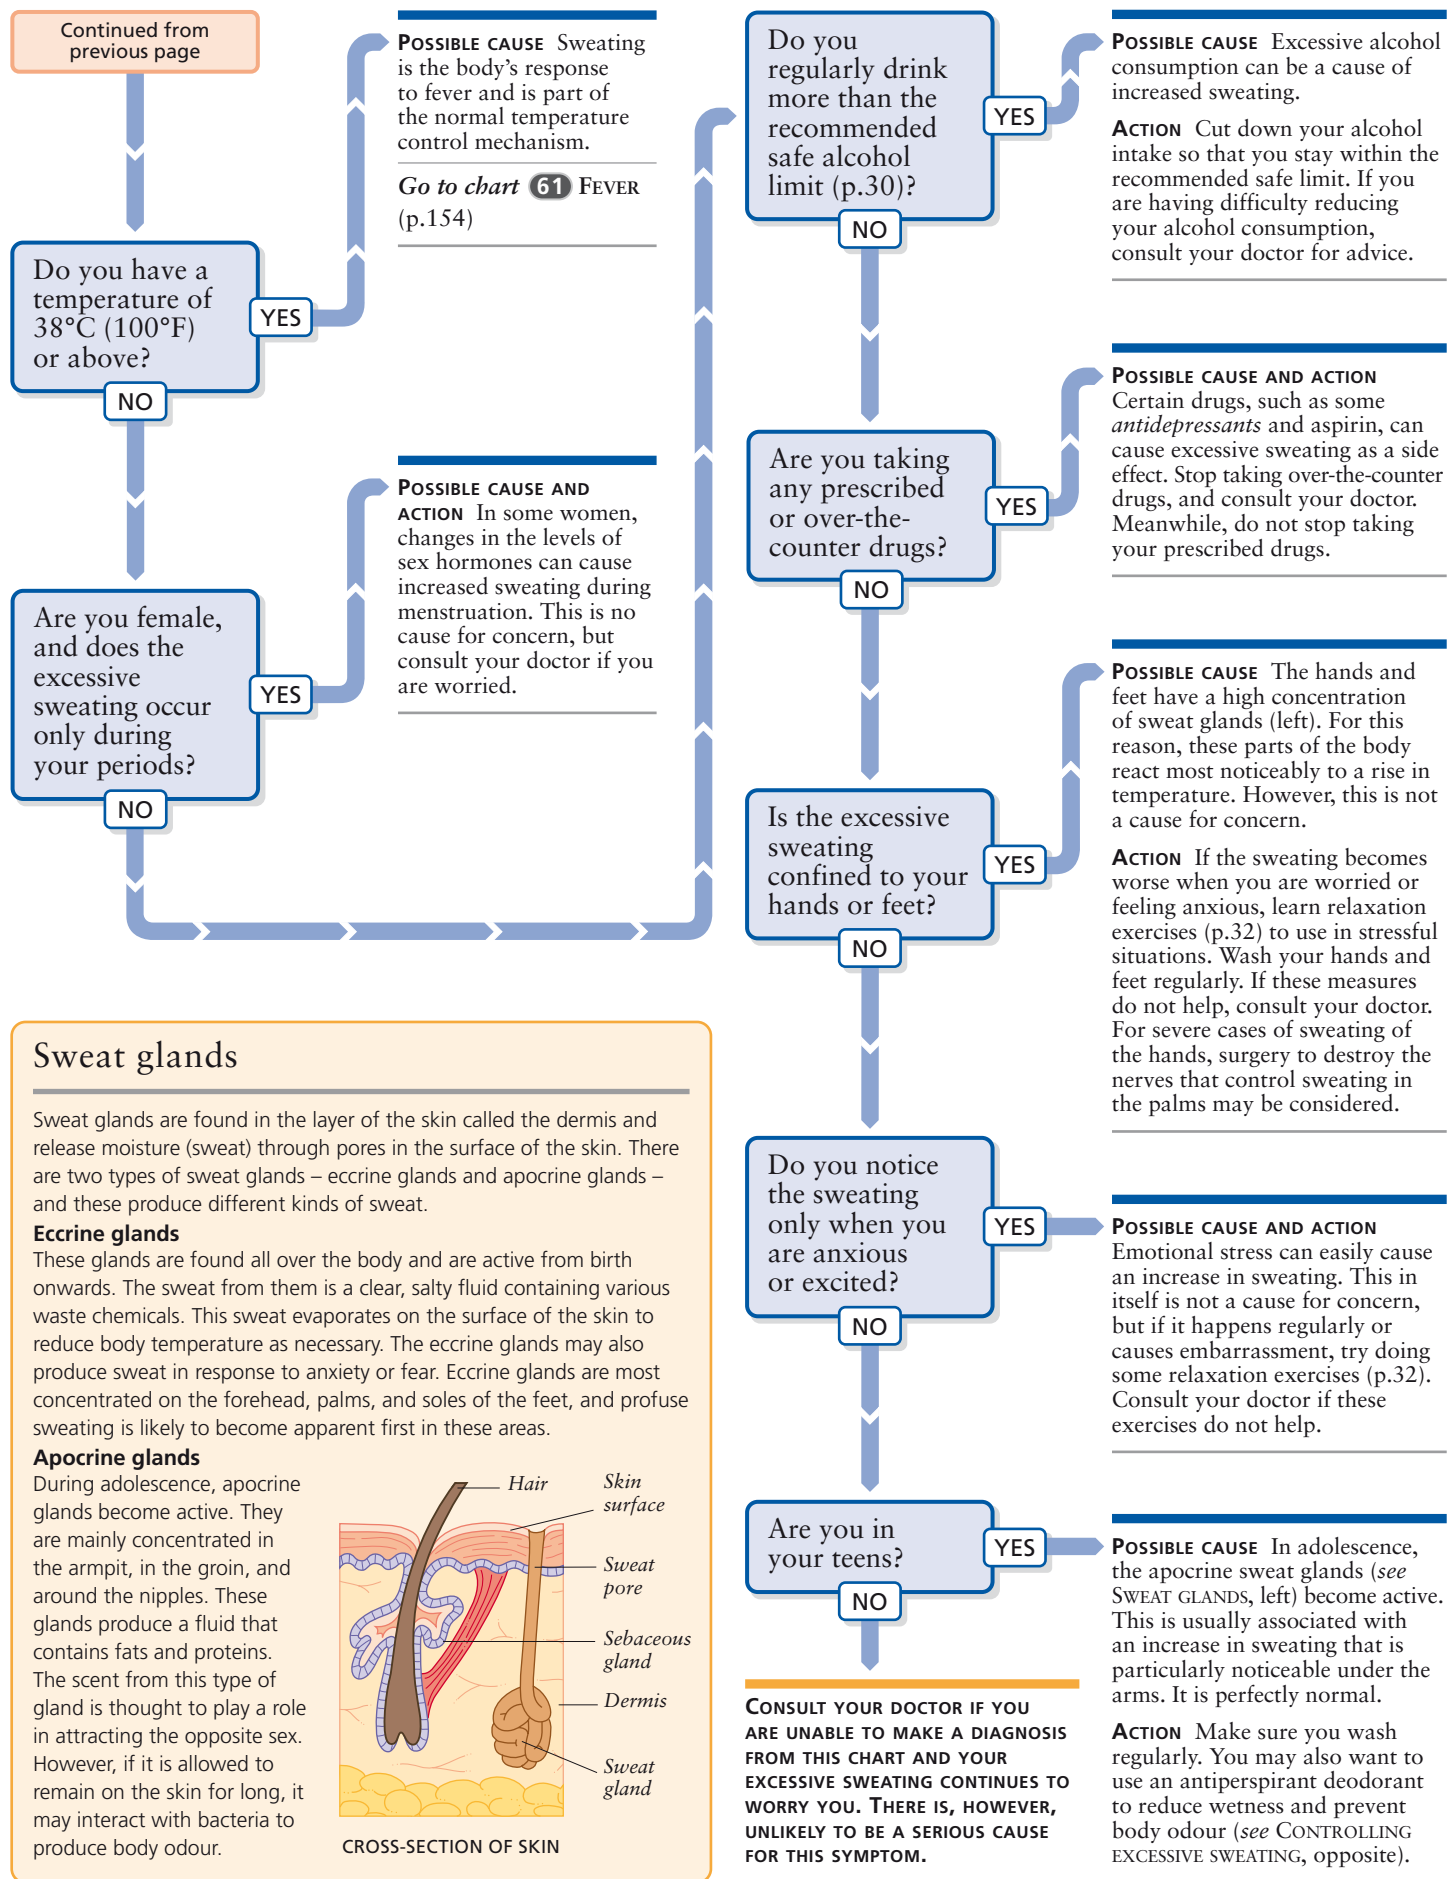 Continued from
previous page
Do you have a
temperature of
38°C (100°F)
or above?
YES
NO
POSSIBLE CAUSE Sweating
is the body's response
to fever and is part of
the normal temperature
control mechanism.
Go to chart 61 FEVER
(p.154)
Are you female,
and does the
excessive
sweating occur
only during
your periods?
YES
NO
POSSIBLE CAUSE AND
ACTION In some women,
changes in the levels of
sex hormones can cause
increased sweating during
menstruation. This is no
cause for concern, but
consult your doctor if you
are worried.
Do you
regularly drink
more than the
recommended
safe alcohol
limit (p.30)?
YES
NO
POSSIBLE CAUSE Excessive alcohol
consumption can be a cause of
increased sweating.
ACTION Cut down your alcohol
intake so that you stay within the
recommended safe limit. If you
are having difficulty reducing
your alcohol consumption,
consult your doctor for advice.
Are you taking
any prescribed
or over-the-
counter drugs?
YES
NO
POSSIBLE CAUSE AND ACTION
Certain drugs, such as some
antidepressants and aspirin, can
cause excessive sweating as a side
effect. Stop taking over-the-counter
drugs, and consult your doctor.
Meanwhile, do not stop taking
your prescribed drugs.
Is the excessive
sweating
confined to your
hands or feet?
YES
NO
POSSIBLE CAUSE The hands and
feet have a high concentration
of sweat glands (left). For this
reason, these parts of the body
react most noticeably to a rise in
temperature. However, this is not
a cause for concern.
ACTION If the sweating becomes
worse when you are worried or
feeling anxious, learn relaxation
exercises (p.32) to use in stressful
situations. Wash your hands and
feet regularly. If these measures
do not help, consult your doctor.
For severe cases of sweating of
the hands, surgery to destroy the
nerves that control sweating in
the palms may be considered.
Do you notice
the sweating
only when you
are anxious
or excited?
YES
NO
POSSIBLE CAUSE AND ACTION
Emotional stress can easily cause
an increase in sweating. This in
itself is not a cause for concern,
but if it happens regularly or
causes embarrassment, try doing
some relaxation exercises (p.32).
Consult your doctor if these
exercises do not help.
Are you in
your teens?
YES
NO
POSSIBLE CAUSE In adolescence,
the apocrine sweat glands (see
SWEAT GLANDS, left) become active.
This is usually associated with
an increase in sweating that is
particularly noticeable under the
arms. It is perfectly normal.
ACTION Make sure you wash
regularly. You may also want to
use an antiperspirant deodorant
to reduce wetness and prevent
body odour (see CONTROLLING
EXCESSIVE SWEATING, opposite).
CONSULT YOUR DOCTOR IF YOU
ARE UNABLE TO MAKE A DIAGNOSIS
FROM THIS CHART AND YOUR
EXCESSIVE SWEATING CONTINUES TO
WORRY YOU. THERE IS, HOWEVER,
UNLIKELY TO BE A SERIOUS CAUSE
FOR THIS SYMPTOM.
Sweat glands
Sweat glands are found in the layer of the skin called the dermis and
release moisture (sweat) through pores in the surface of the skin. There
are two types of sweat glands – eccrine glands and apocrine glands –
and these produce different kinds of sweat.
Eccrine glands
These glands are found all over the body and are active from birth
onwards. The sweat from them is a clear, salty fluid containing various
waste chemicals. This sweat evaporates on the surface of the skin to
reduce body temperature as necessary. The eccrine glands may also
produce sweat in response to anxiety or fear. Eccrine glands are most
concentrated on the forehead, palms, and soles of the feet, and profuse
sweating is likely to become apparent first in these areas.
Apocrine glands
During adolescence, apocrine
glands become active. They
are mainly concentrated in
the armpit, in the groin, and
around the nipples. These
glands produce a fluid that
contains fats and proteins.
The scent from this type of
gland is thought to play a role
in attracting the opposite sex.
However, if it is allowed to
remain on the skin for long, it
may interact with bacteria to
produce body odour.
Hair
Skin
surface
Sweat
pore
Sebaceous
gland
Dermis
Sweat
gland
CROSS-SECTION OF SKIN